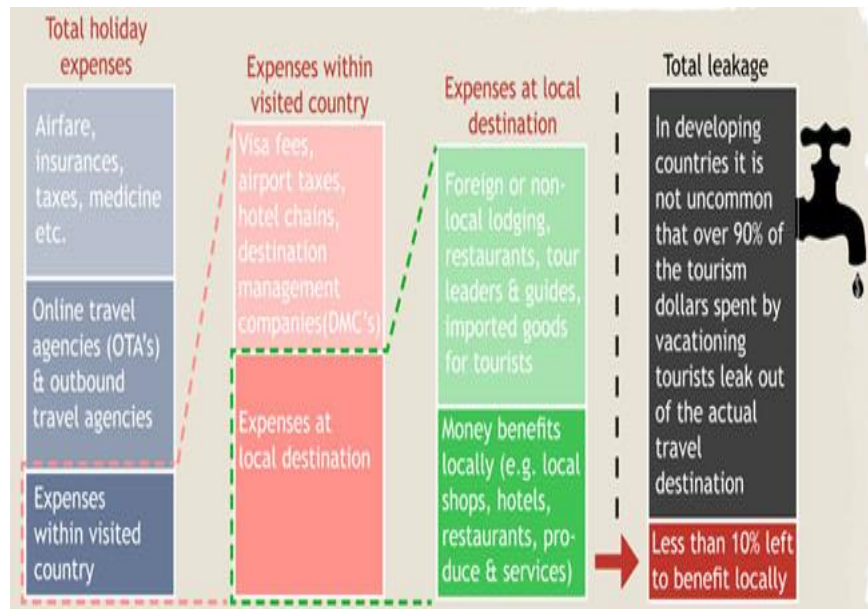 Total holiday
expenses
Airfare,
insurances,
taxes, medicine
etc.
Online travel
agencies (OTA's)
& outbound
travel agencies
Expenses
within visited
country
Expenses within
visited country
Visa fees,
airport taxes,
hotel chains,
destination
management
companies(DMC's)
Expenses at
local destination
Expenses at local
destination
Foreign or non-
local lodging,
restaurants, tour
leaders & guides,
imported goods
for tourists
Money benefits
locally (e.g. local
shops, hotels,
restaurants, pro-
duce & services)
Total leakage
In developing
countries it is
not uncommon
that over 90% of
the tourism
dollars spent by
vacationing
tourists leak out
of the actual
travel
destination
Less than 10% left
to benefit locally